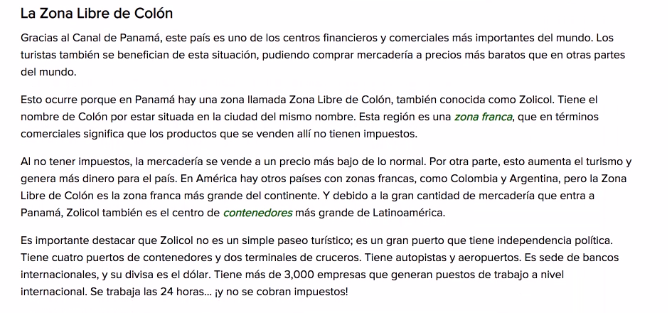 La Zona Libre de Colón
Gracias al Canal de Panamá, este país es uno de los centros financieros y comerciales más importantes del mundo. Los
turistas también se benefician de esta situación, pudiendo comprar mercadería a precios más baratos que en otras partes
del mundo.
Esto ocurre porque en Panamá hay una zona llamada Zona Libre de Colón, también conocida como Zolicol. Tiene el
nombre de Colón por estar situada en la ciudad del mismo nombre. Esta región es una zona franca, que en términos
comerciales significa que los productos que se venden allí no tienen impuestos.
Al no tener impuestos, la mercadería se vende a un precio más bajo de lo normal. Por otra parte, esto aumenta el turismo y
genera más dinero para el país. En América hay otros países con zonas francas, como Colombia y Argentina, pero la Zona
Libre de Colón es la zona franca más grande del continente. Y debido a la gran cantidad de mercadería que entra a
Panamá, Zolicol también es el centro de contenedores más grande de Latinoamérica.
Es importante destacar que Zolicol no es un simple paseo turístico; es un gran puerto que tiene independencia política.
Tiene cuatro puertos de contenedores y dos terminales de cruceros. Tiene autopistas y aeropuertos. Es sede de bancos
internacionales, y su divisa es el dólar. Tiene más de 3,000 empresas que generan puestos de trabajo a nivel
internacional. Se trabaja las 24 horas... ¡y no se cobran impuestos!